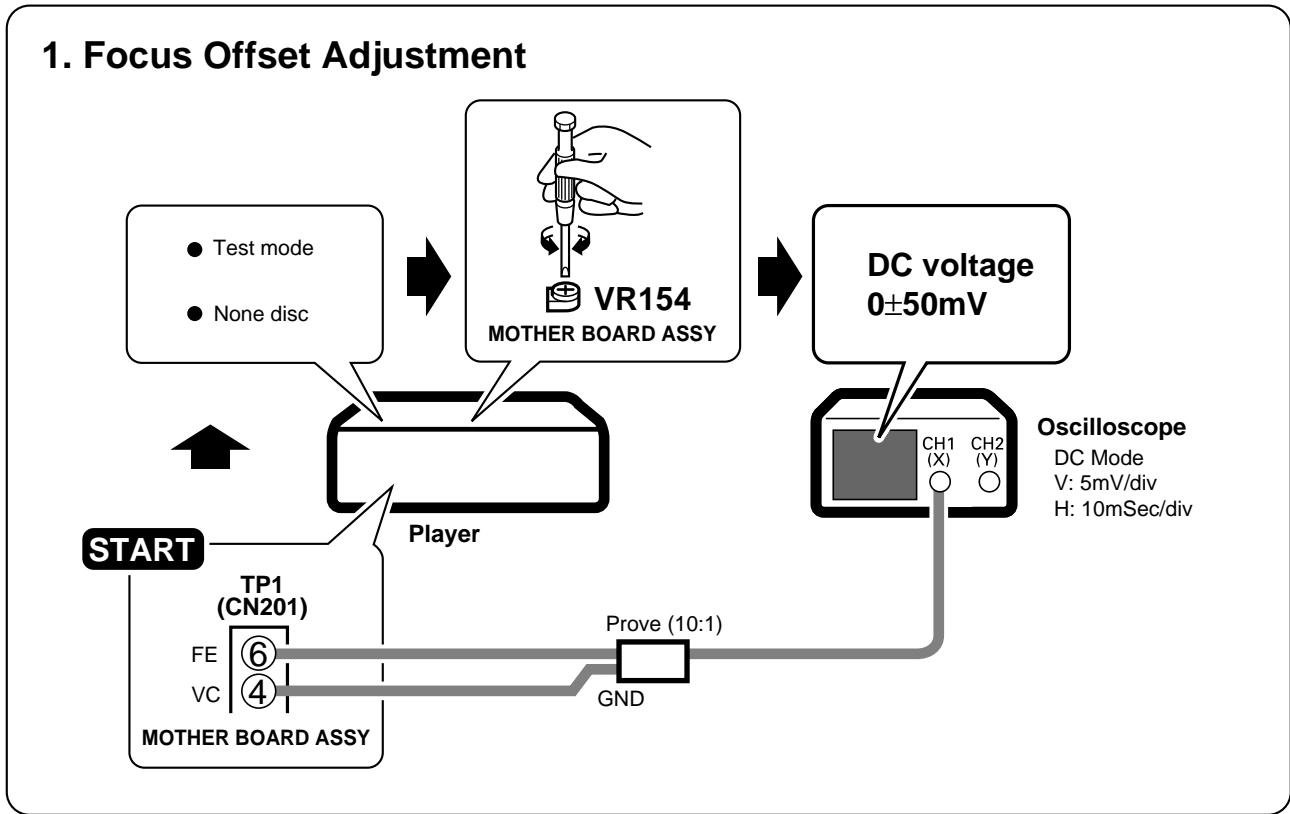 1. Focus Offset Adjustment
● Test mode
● None disc
VR154
MOTHER BOARD ASSY
DC voltage
0±50mV
Oscilloscope
DC Mode
V: 5mV/div
H: 10mSec/div
CH1
(X)
CH2
(Y)
Player
START
TP1
(CN201)
FE 6
VC 4
MOTHER BOARD ASSY
Prove (10:1)
GND